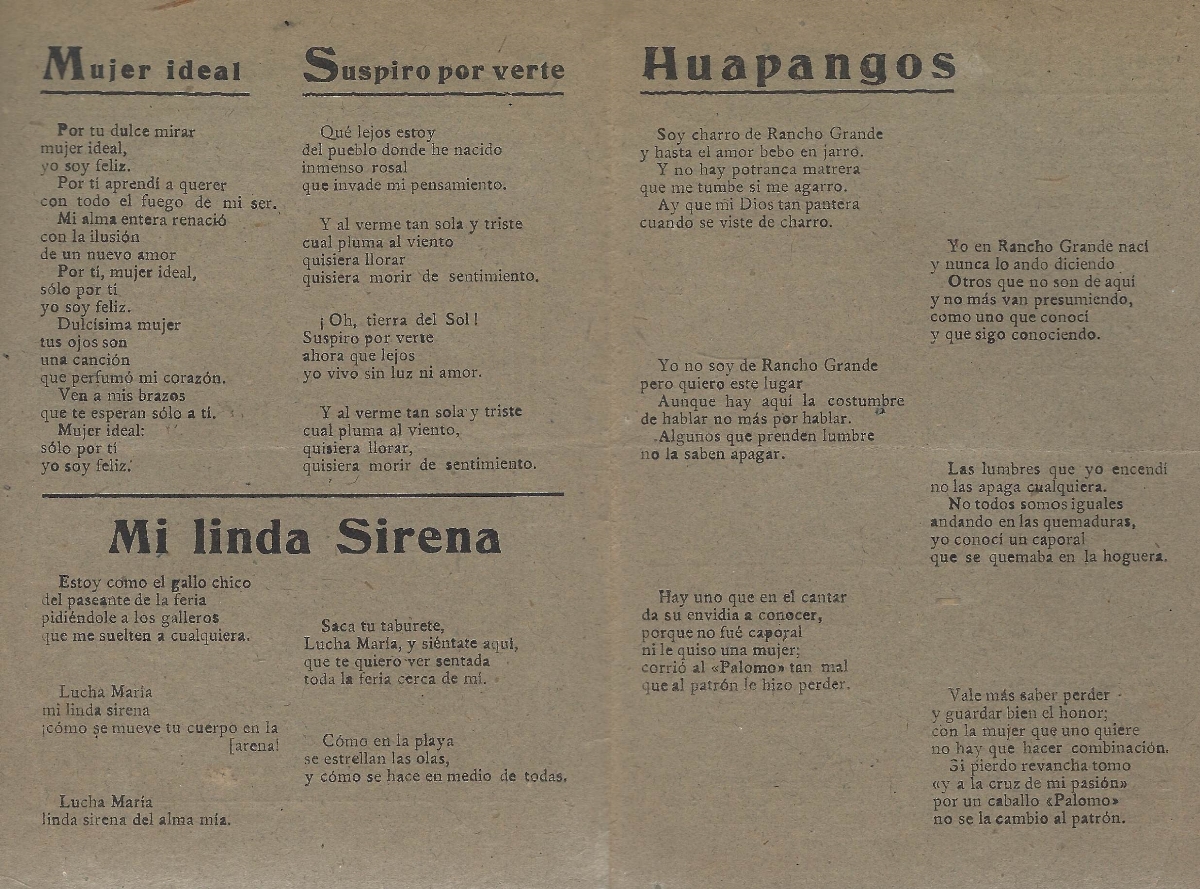 Mujer ideal
Por tu dulce mirar
mujer ideal,
yo soy feliz.
Por tí aprendí a querer
con todo el fuego de mi ser.
Mi alma entera renació
con la ilusión
de un nuevo amor
Por ti, mujer ideal,
sólo por tí
yo soy feliz.
Dulcísima mujer
tus ojos son
una canción
que perfumó mi corazón.
Ven a mis brazos
que te esperan sólo a tí.
Mujer ideal:
sólo por tí
yo soy feliz.
Suspiro por verte
Qué lejos estoy
del pueblo donde he nacido
inmenso rosal
que invade mi pensamiento.
Y al verme tan sola y triste
cual pluma al viento
quisiera llorar
quisiera morir de sentimiento.
¡Oh, tierra del Sol!
Suspiro por verte
ahora que lejos
yo vivo sin luz ni amor.
Y al verme tan sola y triste
cual pluma al viento,
quisiera llorar,
quisiera morir de sentimiento.
Mi linda Sirena
Estoy como el gallo chico
del paseante de la feria
pidiéndole a los galleros
que me suelten a cualquiera.
Lucha María
mi linda sirena
¡cómo se mueve tu cuerpo en la
[arena!
Lucha María
linda sirena del alma mía.
Saca tu taburete,
Lucha María, y siéntate aquí,
que te quiero ver sentada
toda la feria cerca de mí.
Cómo en la playa
se estrellan las olas,
y cómo se hace en medio de todas.
Huapangos
Soy charro de Rancho Grande
y hasta el amor bebo en jarro.
Y no hay potranca matrera
que me tumbe si me agarro.
Ay que mi Dios tan pantera
cuando se viste de charro.
Yo en Rancho Grande nací
y nunca lo ando diciendo
Otros que no son de aquí
y no más van presumiendo,
como uno que conocí
y que sigo conociendo.
Yo no soy de Rancho Grande
pero quiero este lugar
Aunque hay aquí la costumbre
de hablar no más por hablar.
Algunos que prenden lumbre
no la saben apagar.
Las lumbres que yo encendí
no las apaga cualquiera.
No todos somos iguales
andando en las quemaduras,
yo conocí un caporal
que se quemaba en la hoguera.
Hay uno que en el cantar
da su envidia a conocer,
porque no fué caporal
ni le quiso una mujer;
corrió al «Palomo» tan mal
que al patrón le hizo perder.
Vale más saber perder
y guardar bien el honor;
con la mujer que uno quiere
no hay que hacer combinación.
Si pierdo revancha tomo
«y a la cruz de mi pasión»
por un caballo «Palomo»
no se la cambio al patrón.